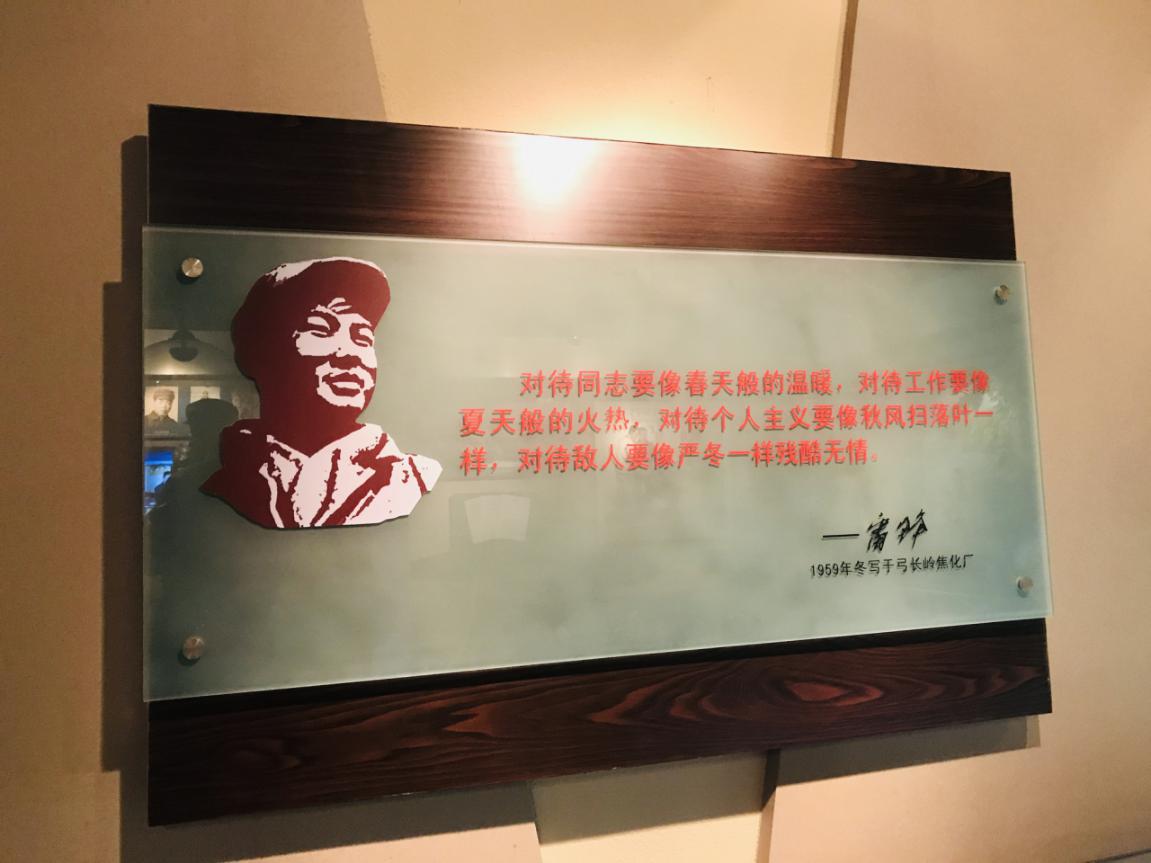 对待同志要像春天般的温暖，对待工作要像
夏天般的火热，对待个人主义要像秋风扫落叶一
样，对待敌人要像严冬一样残酷无情。
—雷锋
1959年冬写于弓长岭焦化厂